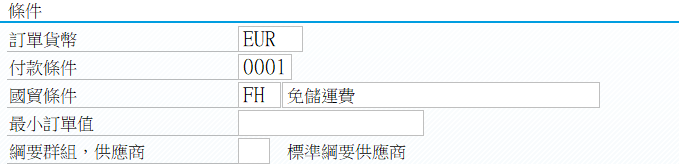 條件
訂單貨幣 EUR
付款條件 0001
國貿條件 FH 免儲運費
最小訂單值
綱要群組，供應商 標準綱要供應商